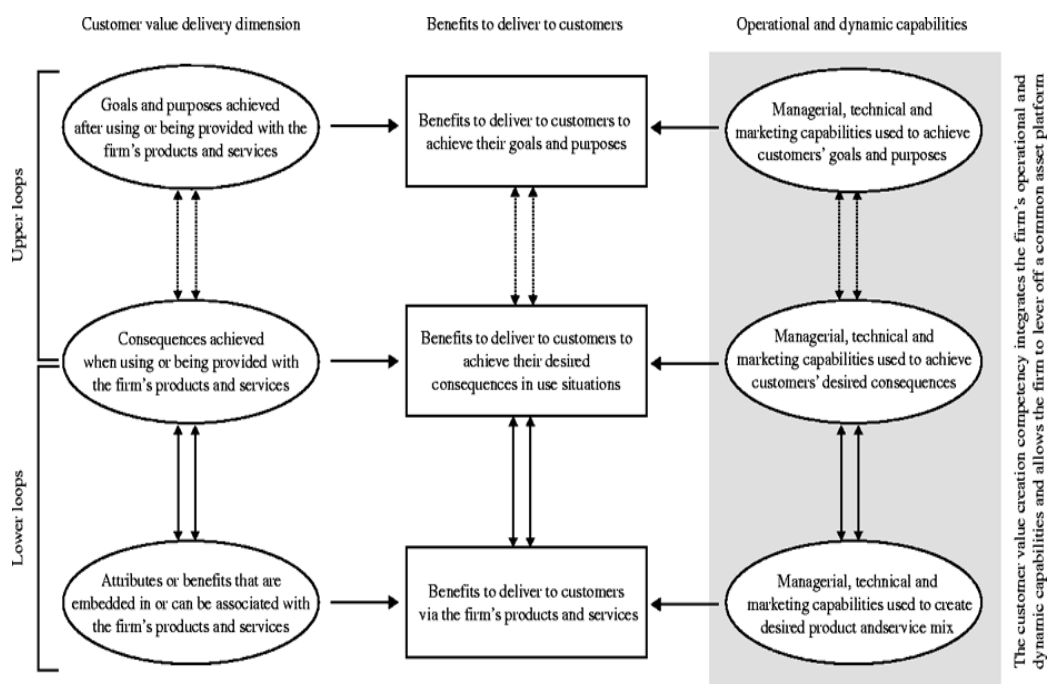 Customer value delivery dimension
Benefits to deliver to customers
Operational and dynamic capabilities
Upper loops
Goals and purposes achieved
after using or being provided with the
firm's products and services
Benefits to deliver to customers to
achieve their goals and purposes
Managerial, technical and
marketing capabilities used to achieve
customers' goals and purposes
Consequences achieved
when using or being provided with
the firm's products and services
Benefits to deliver to customers to
achieve their desired
consequences in use situations
Managerial, technical and
marketing capabilities used to achieve
customers' desired consequences
Lower loops
Attributes or benefits that are
embedded in or can be associated with
the firm's products and services
Benefits to deliver to customers
via the firm's products and services
Managerial, technical and
marketing capabilities used to create
desired product andservice mix
The customer value creation competency integrates the firm's operational and
dynamic capabilities and allows the firm to lever off a common asset platform